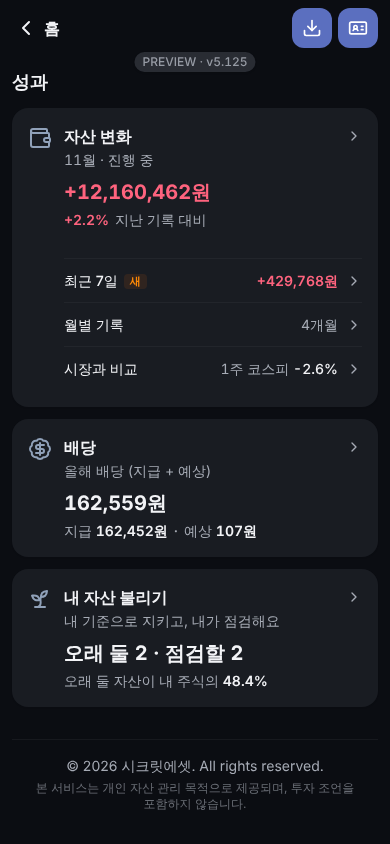 홈
PREVIEW · v5.125
성과
자산 변화
11월 · 진행 중
+12,160,462원
+2.2% 지난 기록 대비
최근 7일 새 +429,768원
월별 기록 4개월
시장과 비교 1주 코스피 -2.6%
배당
올해 배당 (지급 + 예상)
162,559원
지급 162,452원 · 예상 107원
내 자산 불리기
내 기준으로 지키고, 내가 점검해요
오래 둘 2 · 점검할 2
오래 둘 자산이 내 주식의 48.4%
© 2026 시크릿에셋. All rights reserved.
본 서비스는 개인 자산 관리 목적으로 제공되며, 투자 조언을
포함하지 않습니다.